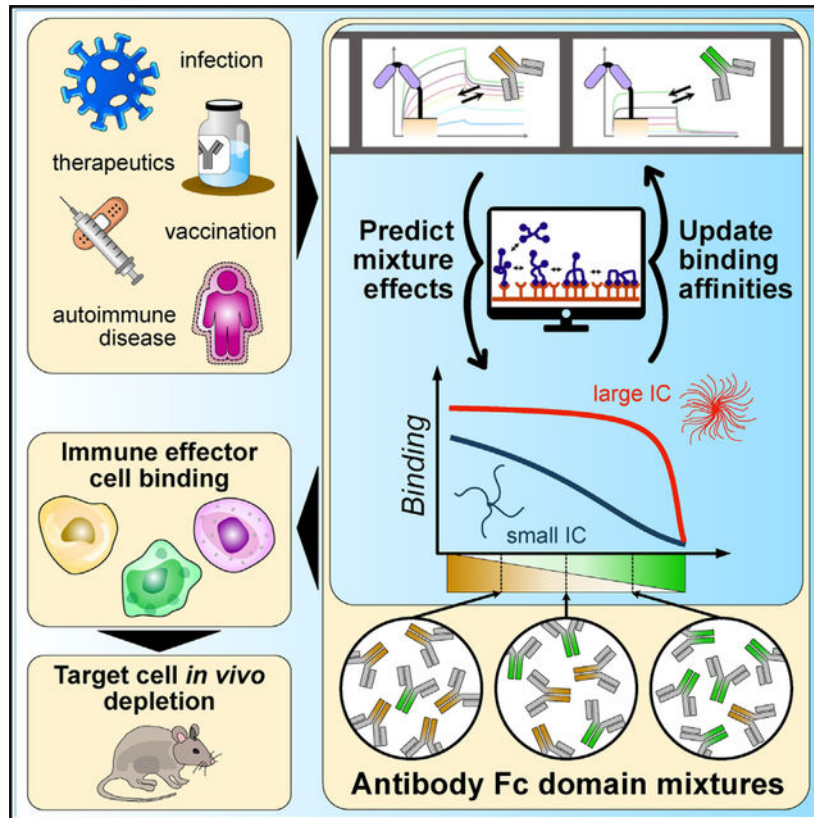 infection
therapeutics
vaccination
autoimmune
disease
Predict
mixture
effects
Update
binding
affinities
large IC
Binding
small IC
Immune effector
cell binding
Target cell in vivo
depletion
Antibody Fc domain mixtures